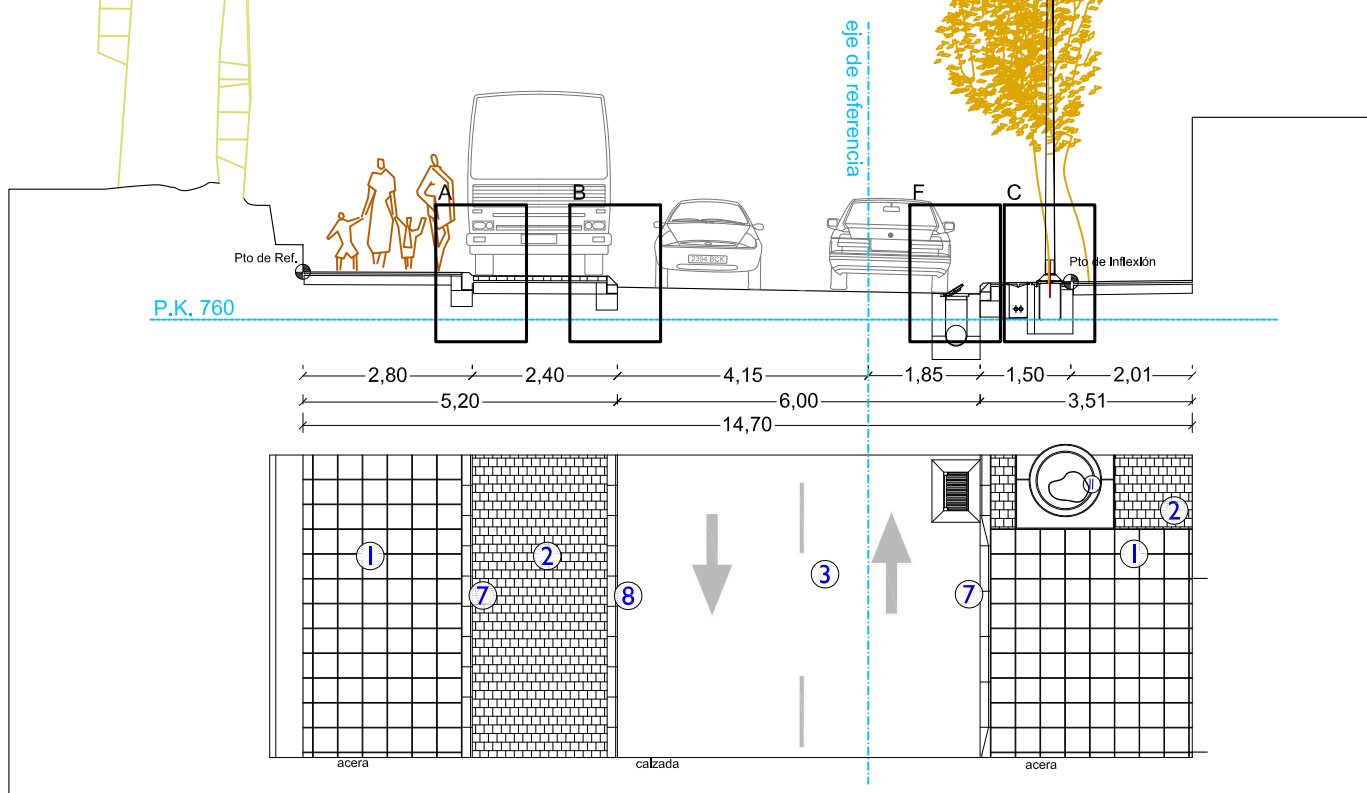 eje de referencia
A
B
F
C
Pto de Ref.
Pto de Inflexión
2394 BCK
P.K. 760
2,80
2,40
4,15
1,85
1,50
2,01
5,20
6,00
3,51
14,70
11
2
1
2
3
1
7
8
7
acera
calzada
acera